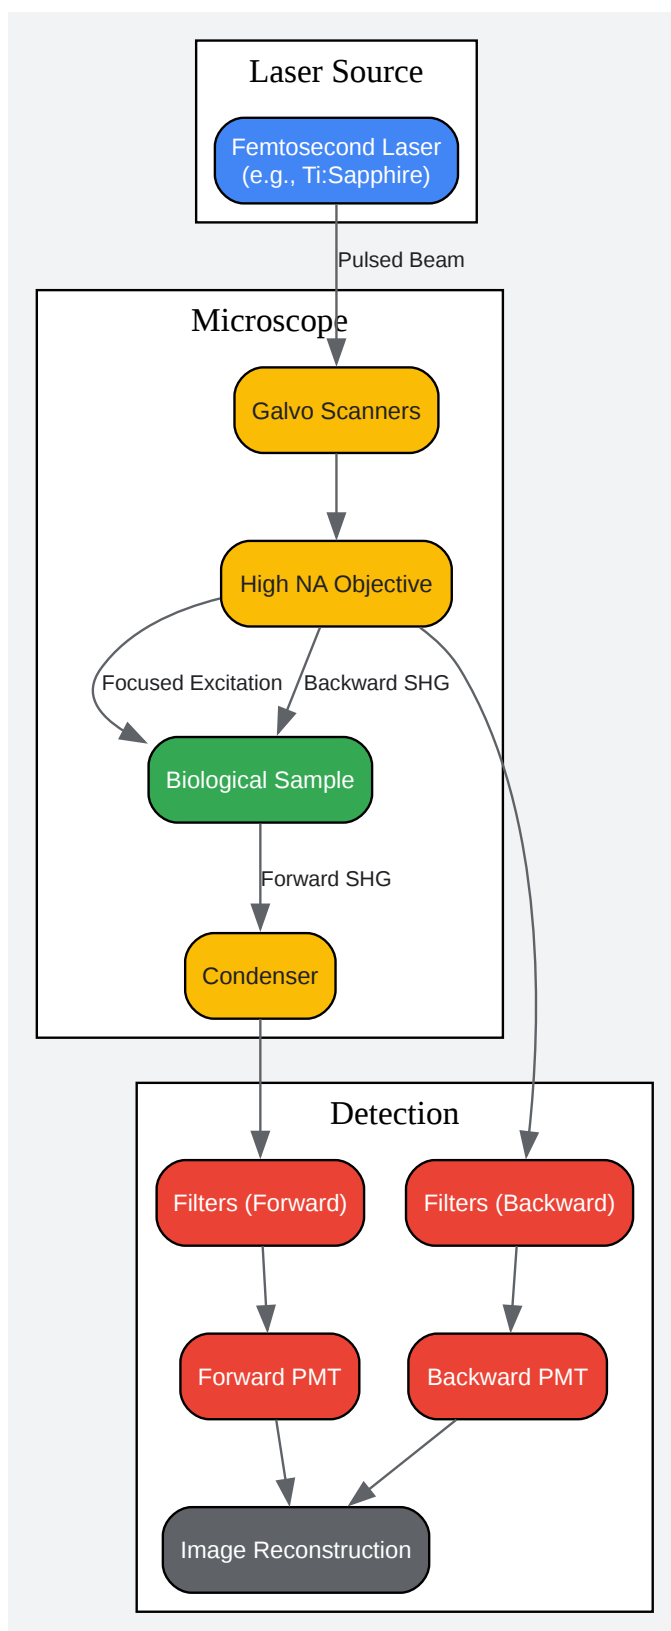 Laser Source
Femtosecond Laser
(e.g., Ti:Sapphire)
Pulsed Beam
Microscope
Galvo Scanners
High NA Objective
Focused Excitation
Backward SHG
Biological Sample
Forward SHG
Condenser
Detection
Filters (Forward)
Filters (Backward)
Forward PMT
Backward PMT
Image Reconstruction